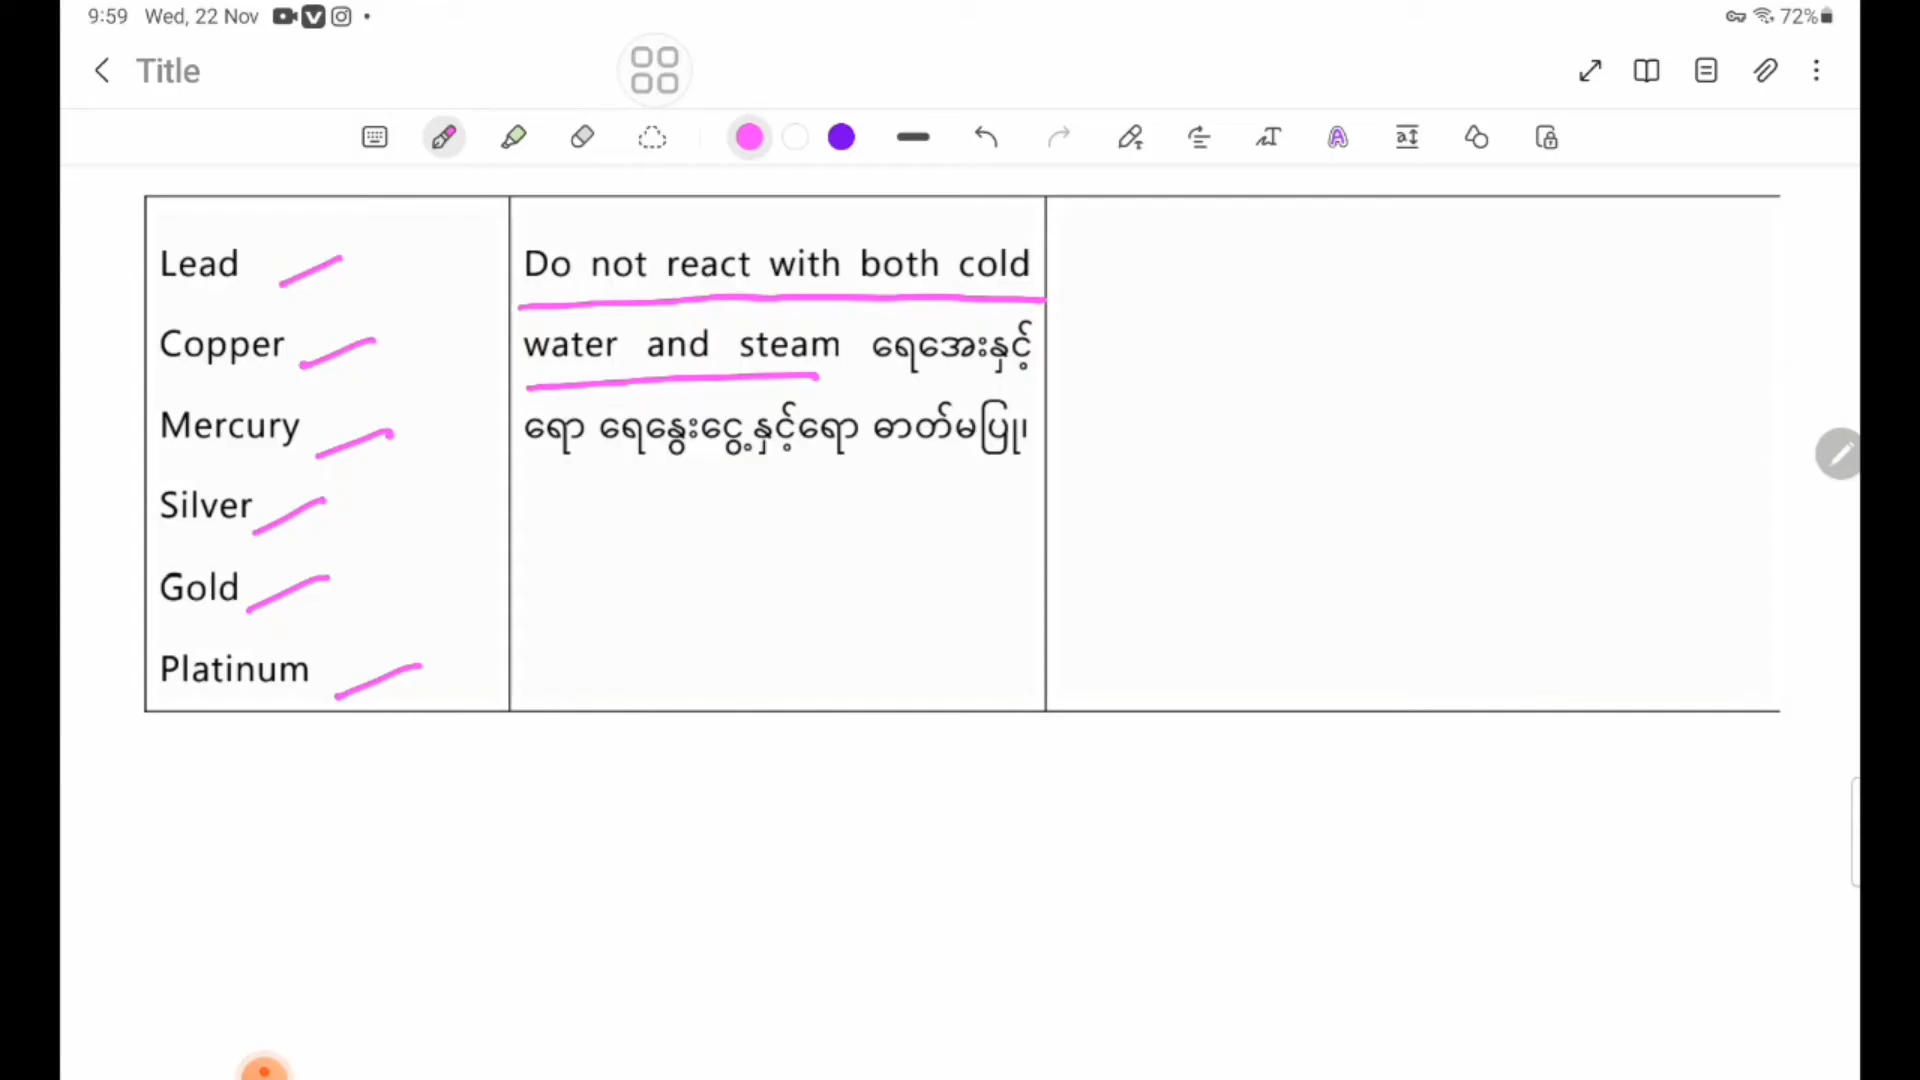 9:59 Wed, 22 Nov
72%
Title
Lead
Copper
Mercury
Silver
Gold
Platinum
Do not react with both cold
water and steam ရေအေးနှင့်
ရော ရေနွေးငွေ့နှင့်ရော ဓာတ်မပြု၊